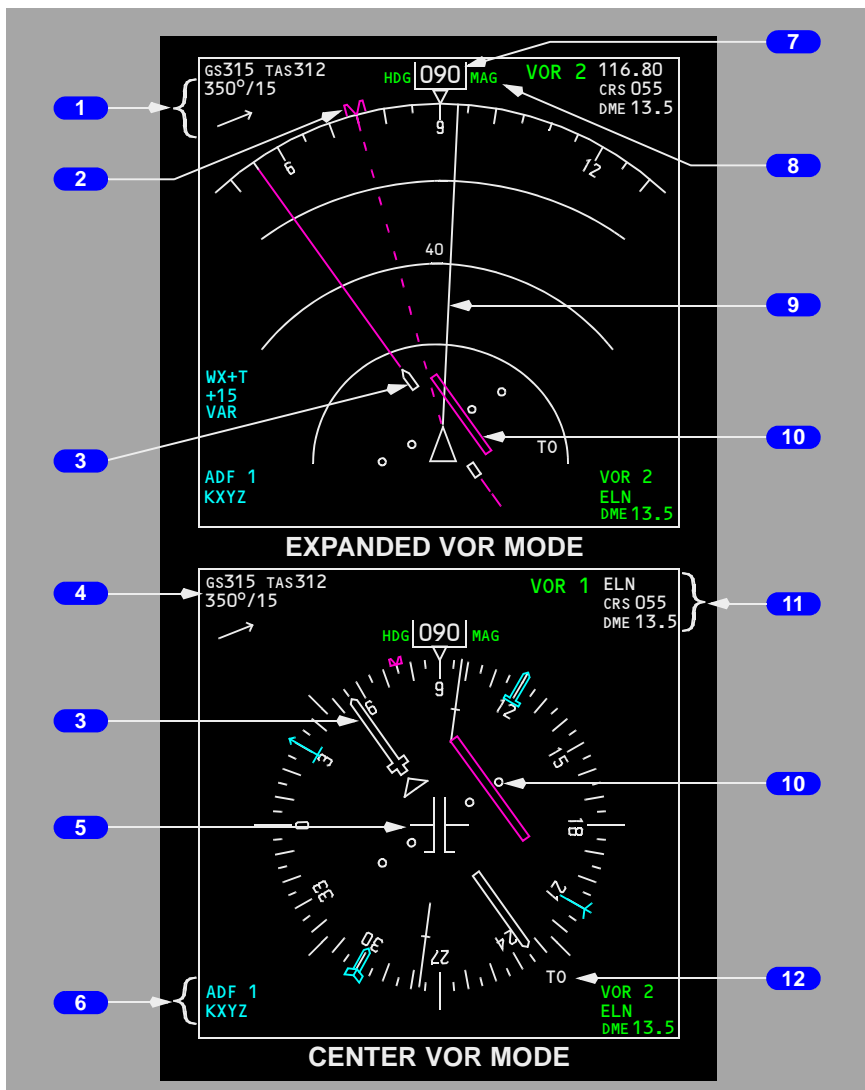 GS315 TAS312
350°/15
HDG 090 MAG
VOR 2 116.80
CRS 055
DME 13.5
7
1
2
8
9
6
12
40
9
WX+T
+15
VAR
3
10
TO
ADF 1
KXYZ
VOR 2
ELN
DME 13.5
EXPANDED VOR MODE
4
GS315 TAS312
350°/15
VOR 1 ELN
CRS 055
DME 13.5
11
HDG 090 MAG
9
6
12
3
3
15
10
5
0
18
33
21
30
24
27
6
ADF 1
KXYZ
TO
12
VOR 2
ELN
DME 13.5
CENTER VOR MODE